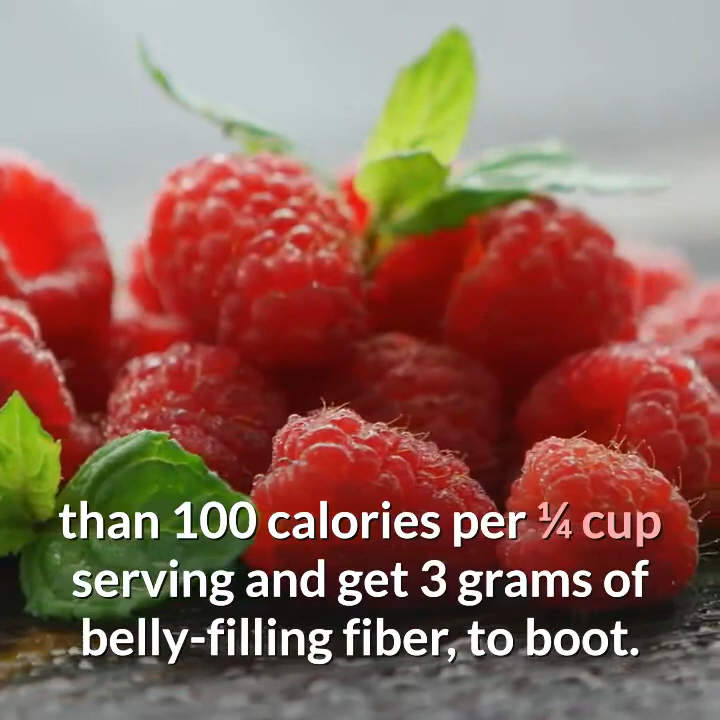 than 100 calories per ¼ cup
serving and get 3 grams of
belly-filling fiber, to boot.